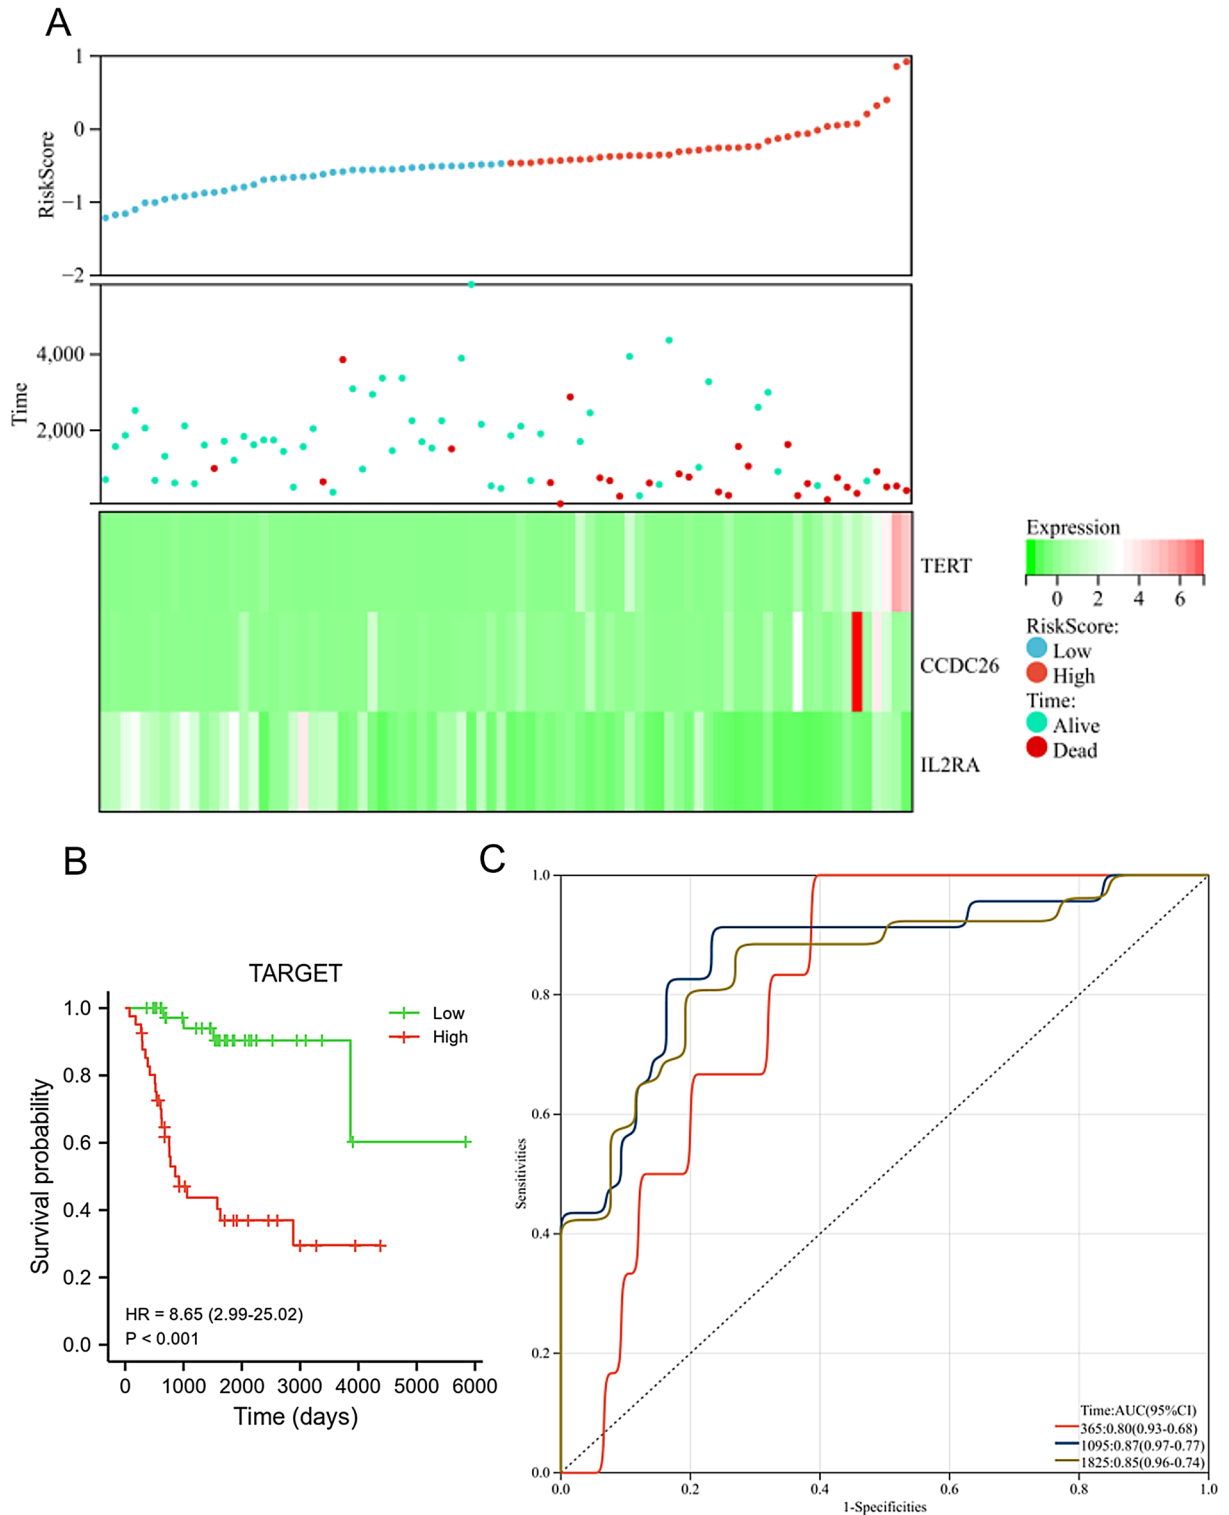 A
1
0
−1
−2
RiskScore
4,000
2,000
Time
TERT
CCDC26
IL2RA
Expression
0 2 4 6
RiskScore:
Low
High
Time:
Alive
Dead
B
TARGET
Low
High
1.0
0.8
0.6
0.4
0.2
0.0
Survival probability
HR = 8.65 (2.99-25.02)
P < 0.001
0 1000 2000 3000 4000 5000 6000
Time (days)
C
1.0
0.8
0.6
0.4
0.2
0.0
Sensitivities
Time:AUC(95%CI)
365:0.80(0.93-0.68)
1095:0.87(0.97-0.77)
1825:0.85(0.96-0.74)
0.0 0.2 0.4 0.6 0.8 1.0
1-Specificities